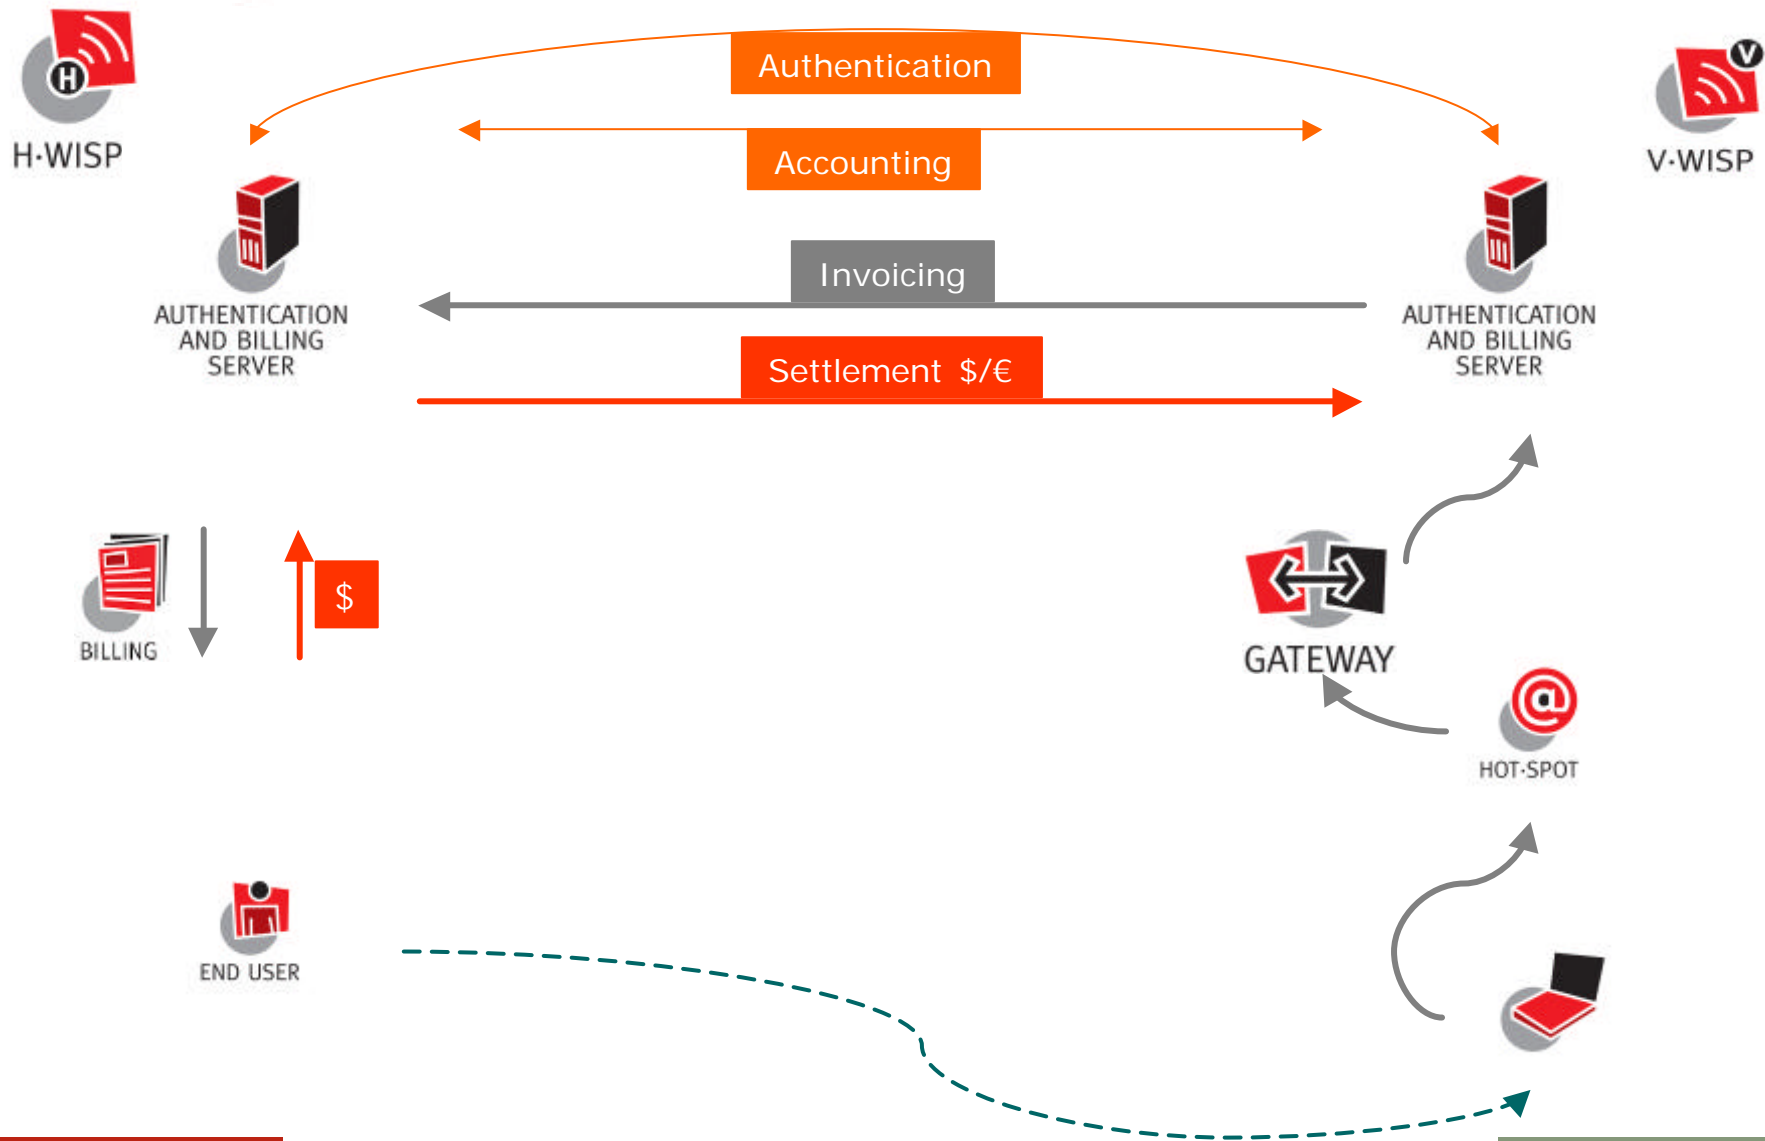 Authentication
H
V
H·WISP
Accounting
V·WISP
Invoicing
AUTHENTICATION
AND BILLING
SERVER
AUTHENTICATION
AND BILLING
SERVER
Settlement $/€
$
BILLING
GATEWAY
@
HOT·SPOT
END USER